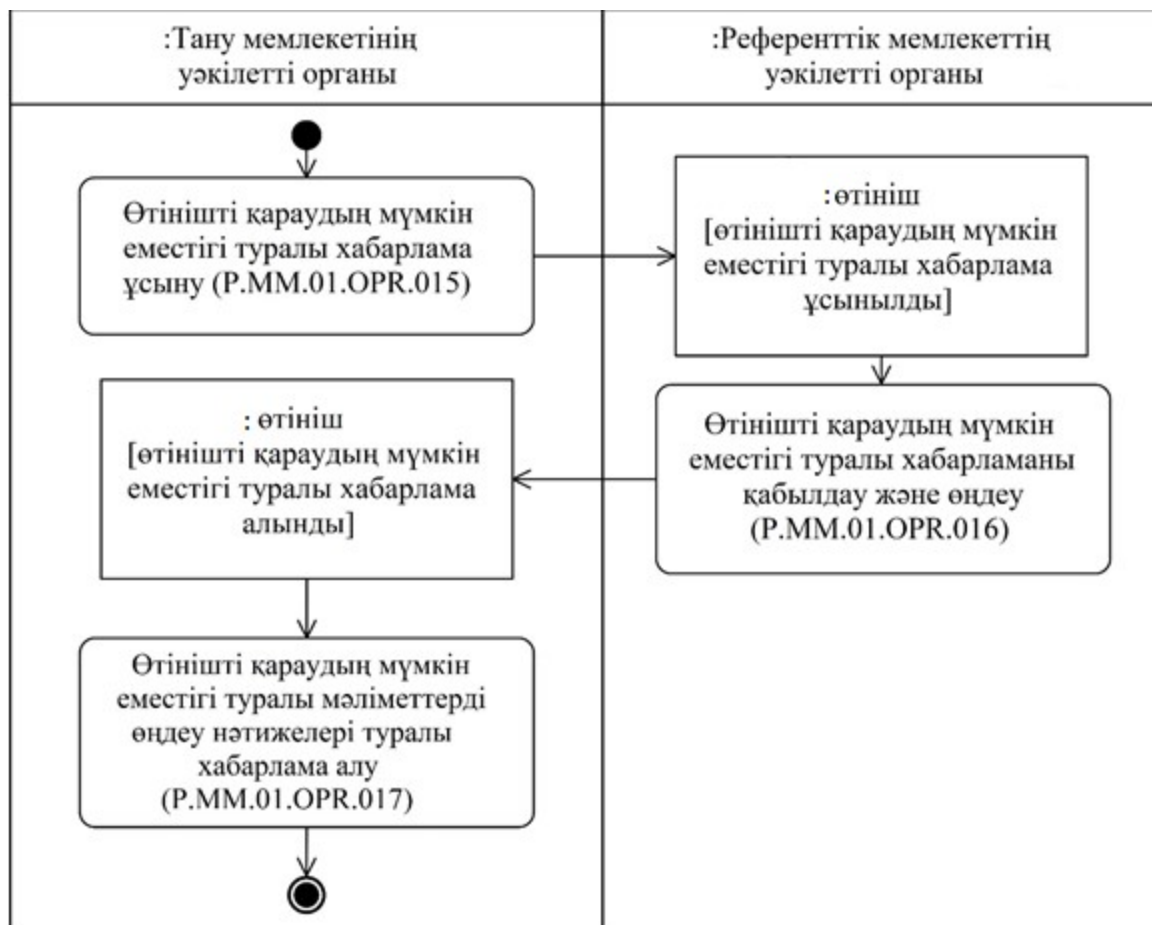 :Тану мемлекетінің
уәкілетті органы
:Референттік мемлекеттің
уәкілетті органы
Өтінішті қараудың мүмкін
еместігі туралы хабарлама
ұсыну (P.MM.01.OPR.015)
:өтініш
[өтінішті қараудың мүмкін
еместігі туралы хабарлама
ұсынылды]
Өтінішті қараудың мүмкін
еместігі туралы хабарламаны
қабылдау және өңдеу
(P.MM.01.OPR.016)
: өтініш
[өтінішті қараудың мүмкін
еместігі туралы хабарлама
алынды]
Өтінішті қараудың мүмкін
еместігі туралы мәліметтерді
өңдеу нәтижелері туралы
хабарлама алу
(P.MM.01.OPR.017)